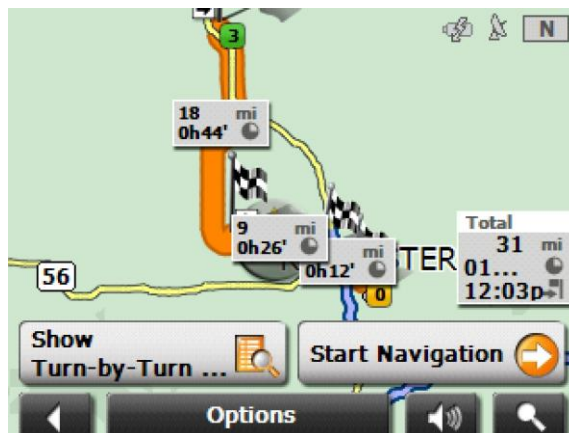 N
3
18 mi
0h44'
9 mi
0h26'
mi
0h12'
TER
Total
31 mi
01...
12:03p
56
0
Show
Turn-by-Turn ...
Start Navigation
Options